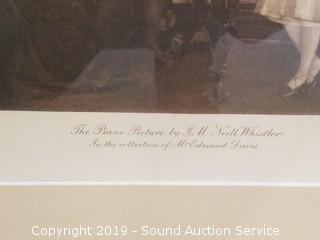 The Piano Picture, by J. M. Neill Whistler
In the collection of Mr Edmund Davis.
Copyright 2019 - Sound Auction Service